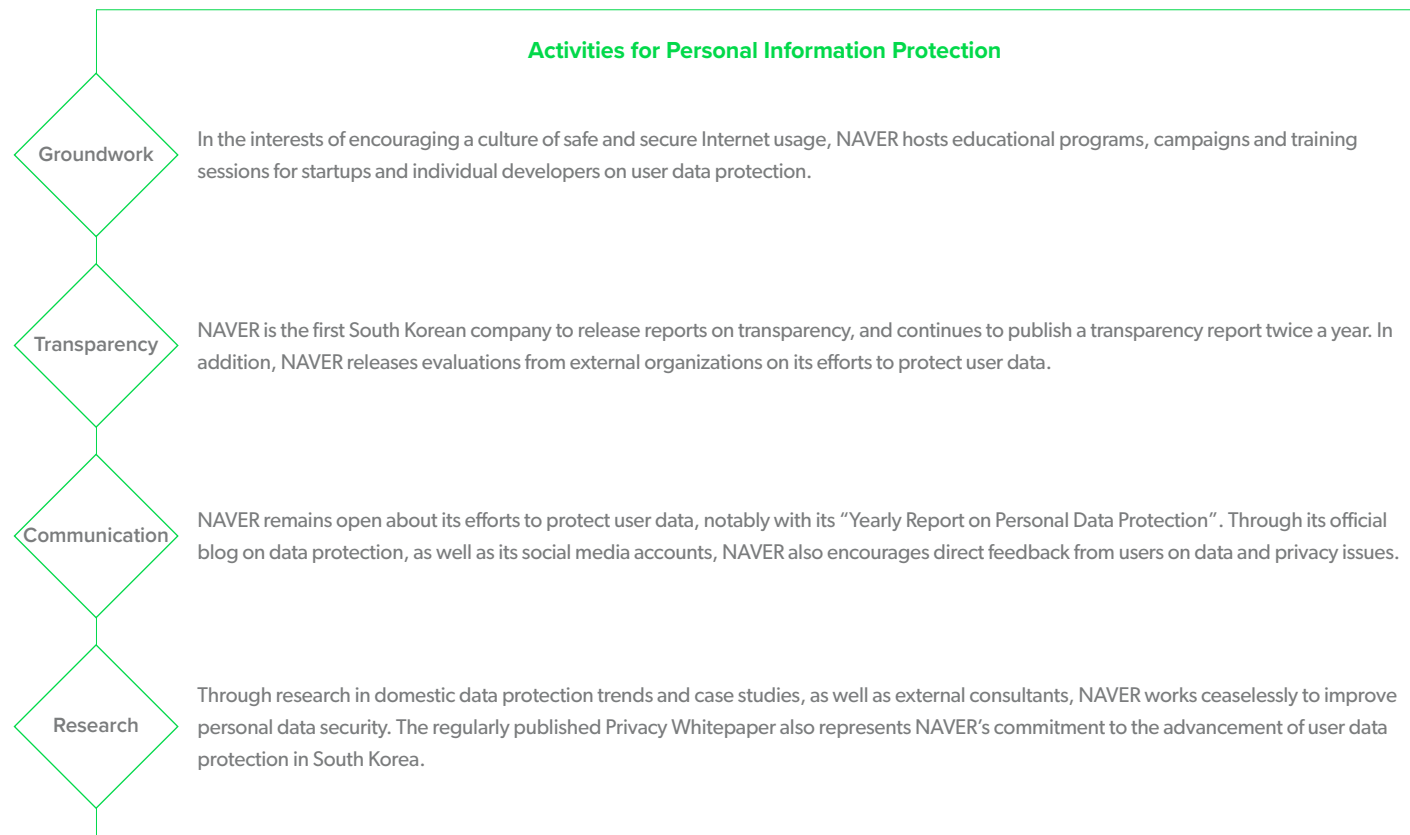 Activities for Personal Information Protection
Groundwork
In the interests of encouraging a culture of safe and secure Internet usage, NAVER hosts educational programs, campaigns and training
sessions for startups and individual developers on user data protection.
Transparency
NAVER is the first South Korean company to release reports on transparency, and continues to publish a transparency report twice a year. In
addition, NAVER releases evaluations from external organizations on its efforts to protect user data.
Communication
NAVER remains open about its efforts to protect user data, notably with its “Yearly Report on Personal Data Protection”. Through its official
blog on data protection, as well as its social media accounts, NAVER also encourages direct feedback from users on data and privacy issues.
Research
Through research in domestic data protection trends and case studies, as well as external consultants, NAVER works ceaselessly to improve
personal data security. The regularly published Privacy Whitepaper also represents NAVER’s commitment to the advancement of user data
protection in South Korea.